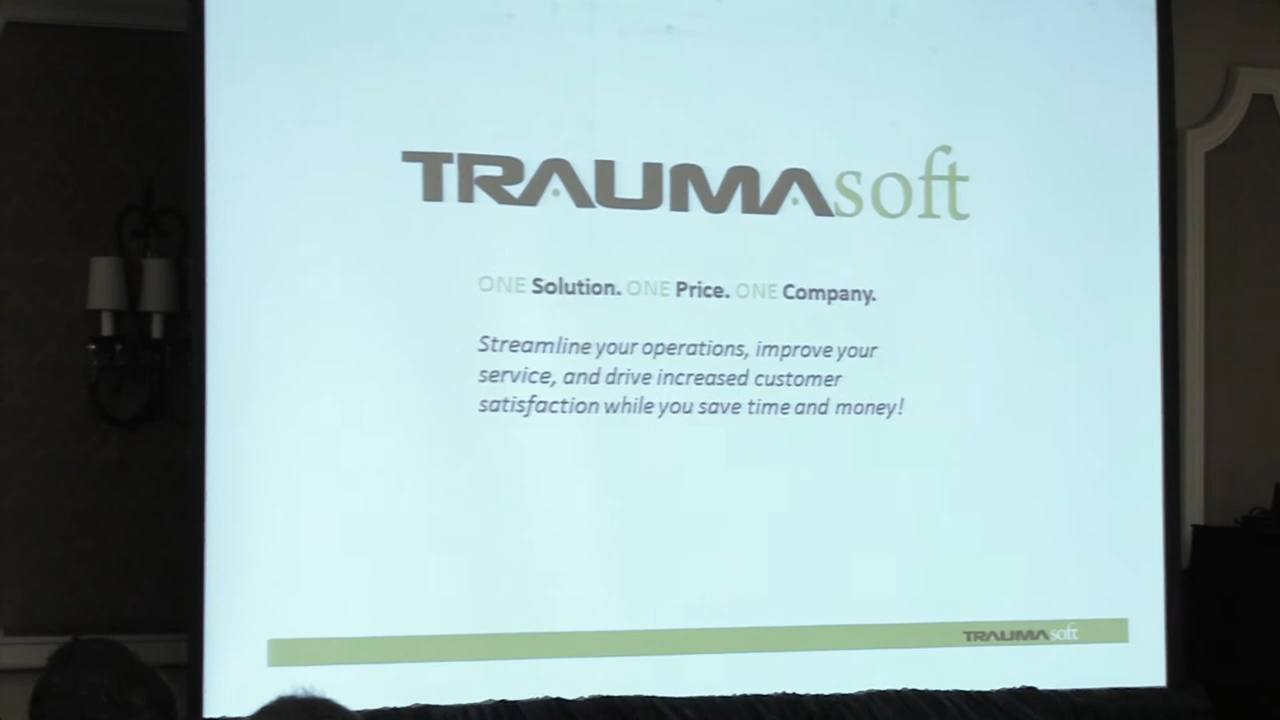 TRAUMAsoft
ONE Solution. ONE Price. ONE Company.
Streamline your operations, improve your
service, and drive increased customer
satisfaction while you save time and money!
TRAUMAsoft